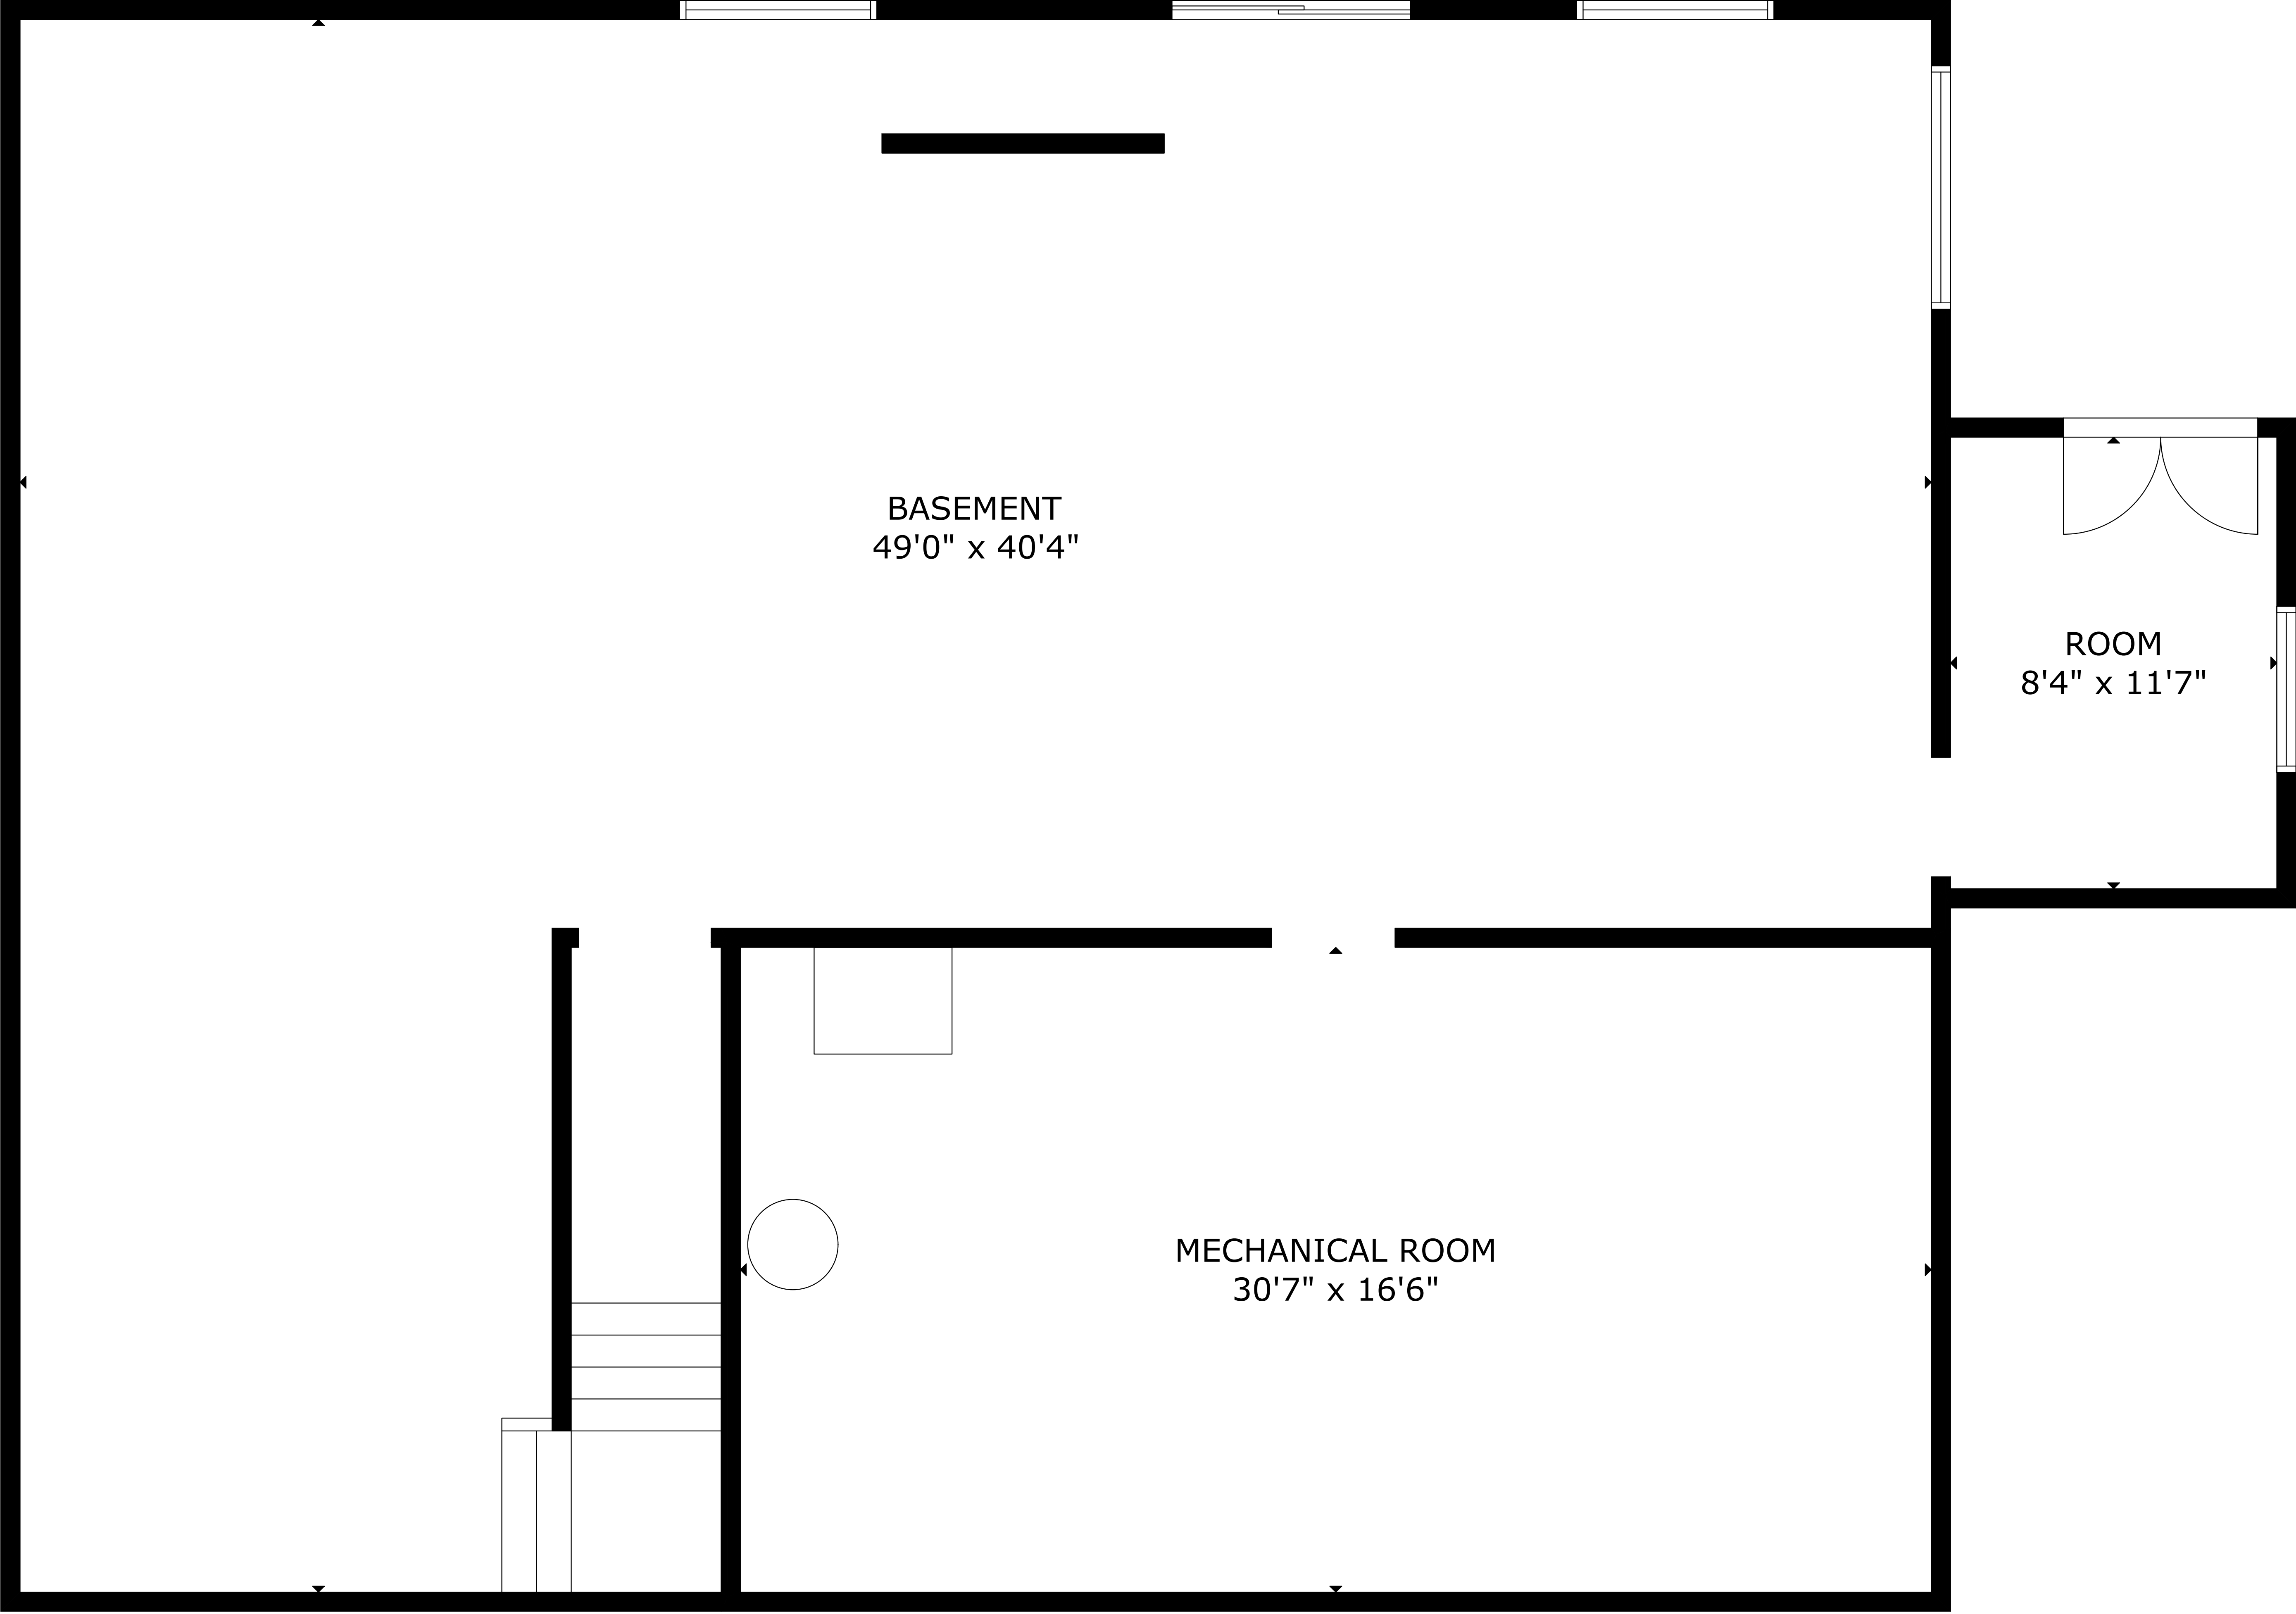 BASEMENT
49'0" x 40'4"
ROOM
8'4" x 11'7"
MECHANICAL ROOM
30'7" x 16'6"